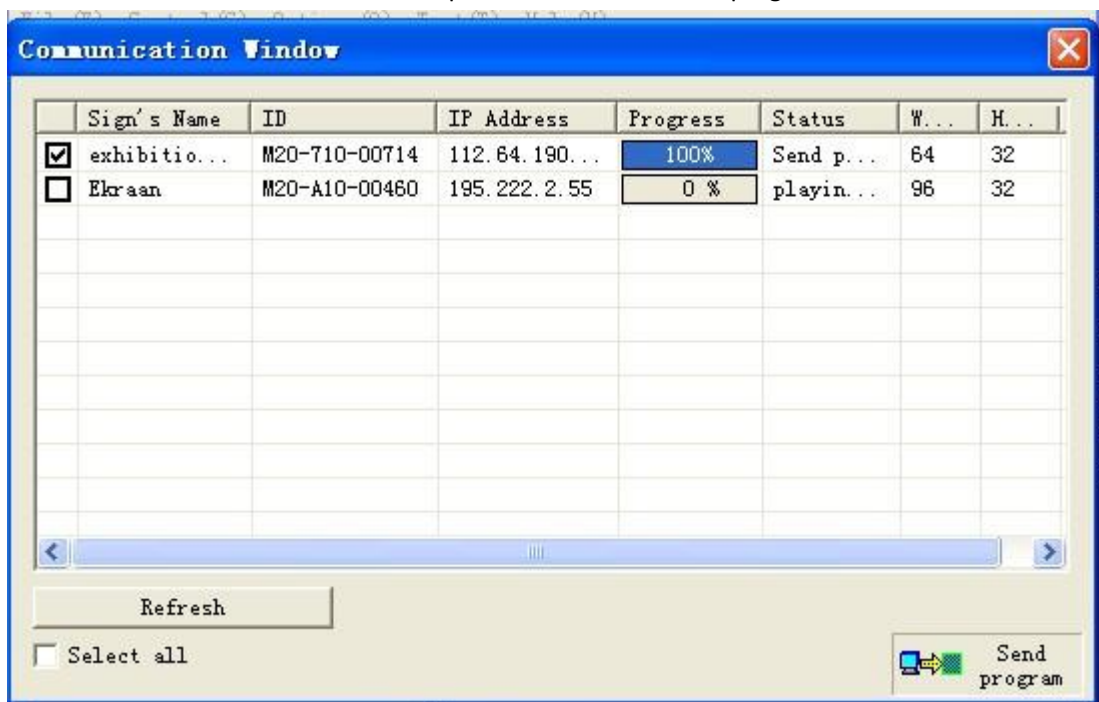 Communication Window
Sign's Name ID IP Address Progress Status W... H...
exhibitio... M20-710-00714 112.64.190... 100% Send p... 64 32
Ekraan M20-A10-00460 195.222.2.55 0 % playin... 96 32
Refresh
Select all
Send
program